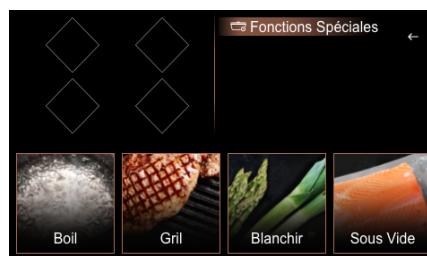 Fonctions Spéciales
Boil
Gril
Blanchir
Sous Vide